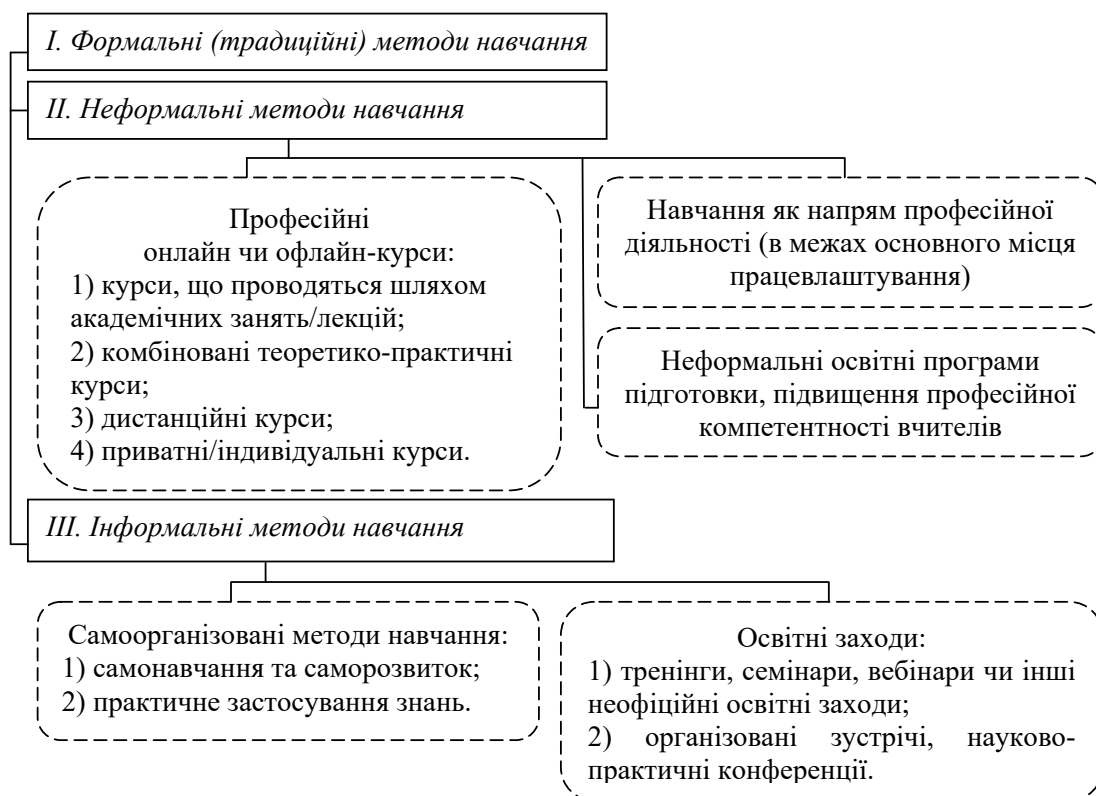 І. Формальні (традиційні) методи навчання
ІІ. Неформальні методи навчання
Професійні
онлайн чи офлайн-курси:
1) курси, що проводяться шляхом
академічних занять/лекцій;
2) комбіновані теоретико-практичні
курси;
3) дистанційні курси;
4) приватні/індивідуальні курси.
Навчання як напрям професійної
діяльності (в межах основного місця
працевлаштування)
Неформальні освітні програми
підготовки, підвищення професійної
компетентності вчителів
ІІІ. Інформальні методи навчання
Самоорганізовані методи навчання:
1) самонавчання та саморозвиток;
2) практичне застосування знань.
Освітні заходи:
1) тренінги, семінари, вебінари чи інші
неофіційні освітні заходи;
2) організовані зустрічі, науково-
практичні конференції.